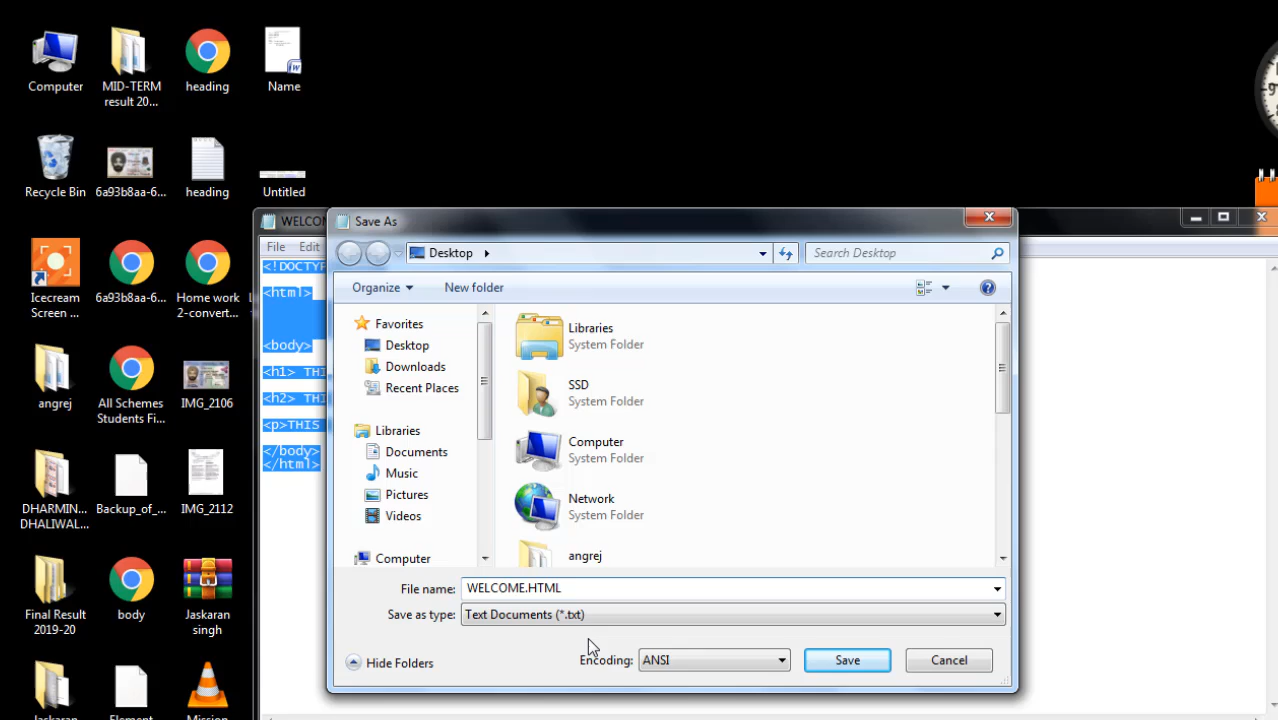 Computer
MID-TERM
result 20...
heading
Name
Recycle Bin
6a93b8aa-6...
heading
Untitled
Icecream
Screen ...
6a93b8aa-6...
Home work
2-convert...
angrej
All Schemes
Students Fi...
IMG_2106
DHARMIN...
DHALIWAL...
Backup_of_...
IMG_2112
Final Result
2019-20
body
Jaskaran
singh
Jaskaran
Element
Mission
WELCOM
File Edit
<!DOCTYP
<html>
<body>
<h1> THI
<h2> THI
<p>THIS
</body>
</html>
Save As
Desktop
Search Desktop
Organize
New folder
Favorites
Desktop
Downloads
Recent Places
Libraries
Documents
Music
Pictures
Videos
Computer
Libraries
System Folder
SSD
System Folder
Computer
System Folder
Network
System Folder
angrej
File name: WELCOME.HTML
Save as type: Text Documents (*.txt)
Hide Folders
Encoding: ANSI
Save
Cancel